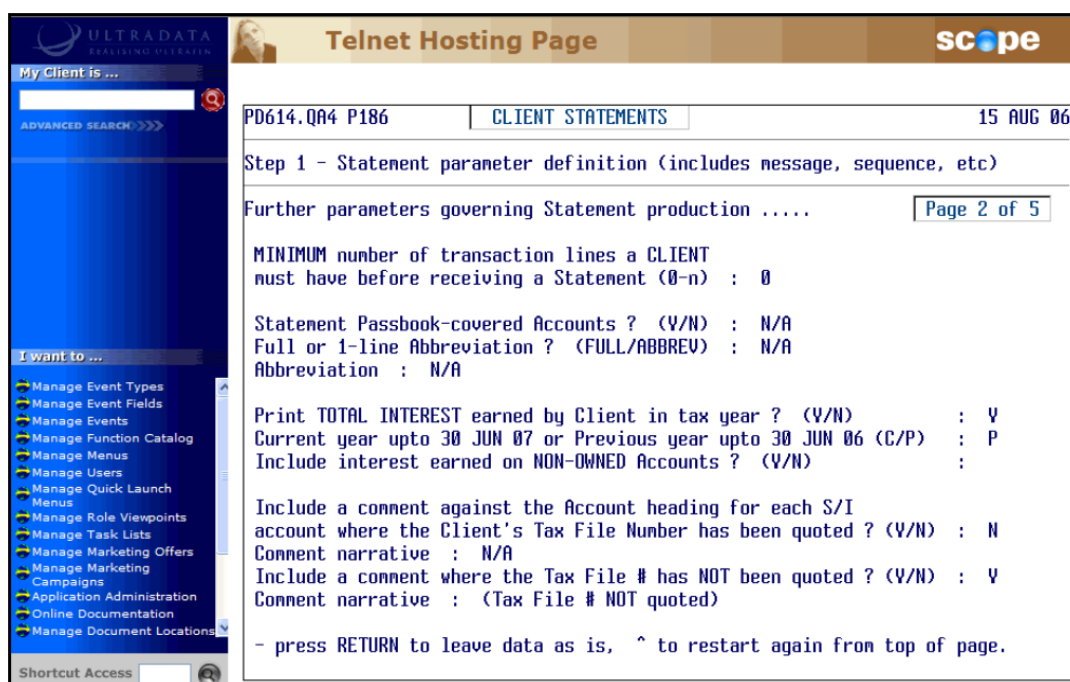 ULTRADATA
Telnet Hosting Page
scope
My Client is ...
ADVANCED SEARCH
PD614.QA4 P186 CLIENT STATEMENTS 15 AUG 06
Step 1 - Statement parameter definition (includes message, sequence, etc)
Further parameters governing Statement production ..... Page 2 of 5
MINIMUM number of transaction lines a CLIENT
must have before receiving a Statement (0-n) : 0
Statement Passbook-covered Accounts ? (Y/N) : N/A
Full or 1-line Abbreviation ? (FULL/ABBREV) : N/A
Abbreviation : N/A
Print TOTAL INTEREST earned by Client in tax year ? (Y/N) : Y
Current year upto 30 JUN 07 or Previous year upto 30 JUN 06 (C/P) : P
Include interest earned on NON-OWNED Accounts ? (Y/N) :
Include a comment against the Account heading for each S/I
account where the Client's Tax File Number has been quoted ? (Y/N) : N
Comment narrative : N/A
Include a comment where the Tax File # has NOT been quoted ? (Y/N) : Y
Comment narrative : (Tax File # NOT quoted)
- press RETURN to leave data as is, ^ to restart again from top of page.
I want to ...
Manage Event Types
Manage Event Fields
Manage Events
Manage Function Catalog
Manage Menus
Manage Users
Manage Quick Launch
Menus
Manage Role Viewpoints
Manage Task Lists
Manage Marketing Offers
Manage Marketing
Campaigns
Application Administration
Online Documentation
Manage Document Locations
Shortcut Access